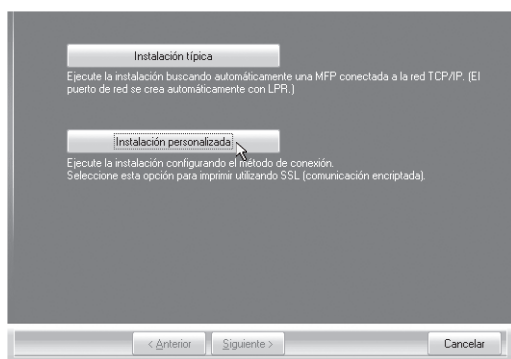 Instalación típica
Ejecute la instalación buscando automáticamente una MFP conectada a la red TCP/IP. (El
puerto de red se crea automáticamente con LPR.)
Instalación personalizada
Ejecute la instalación configurando el método de conexión.
Seleccione esta opción para imprimir utilizando SSL (comunicación encriptada).
< Anterior Siguiente > Cancelar